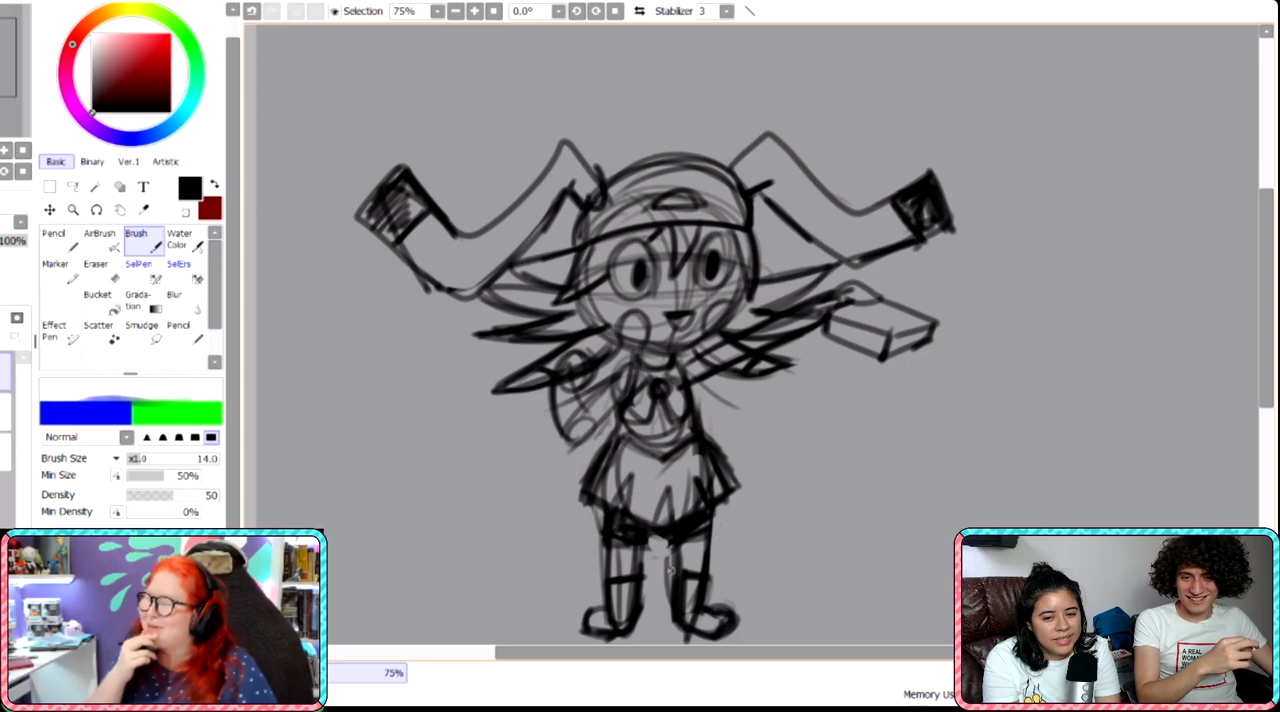 Selection 75% 0.0° Stabilizer 3
Basic Binary Ver.1 Artistic
T
100%
Pencil AirBrush Brush Water Color
Marker Eraser SelPen SelErs
Bucket Grada-tion Blur
Effect Pen Scatter Smudge Pencil
Normal
Brush Size x1.0 14.0
Min Size 50%
Density 50
Min Density 0%
75%
Memory Us
A REAL
WOMA